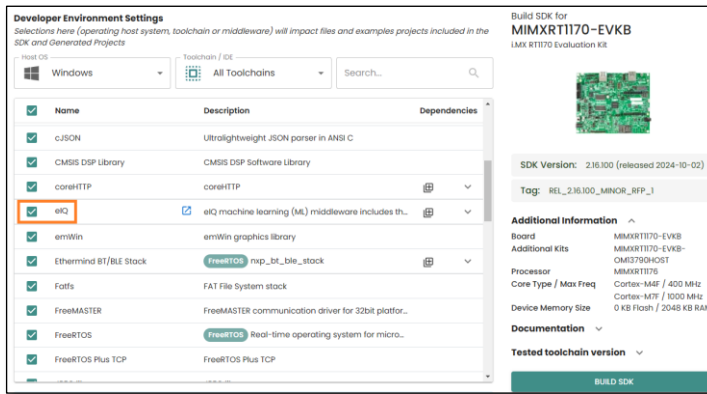 Developer Environment Settings
Selections here (operating host system, toolchain or middleware) will impact files and examples projects included in the
SDK and Generated Projects
Host OS
Windows
Toolchain / IDE
All Toolchains
Search...
Name Description Dependencies
cJSON Ultralightweight JSON parser in ANSI C
CMSIS DSP Library CMSIS DSP Software Library
coreHTTP coreHTTP
eIQ eIQ machine learning (ML) middleware includes th...
emWin emWin graphics library
Ethermind BT/BLE Stack FreeRTOS nxp_bt_ble_stack
Fatfs FAT File System stack
FreeMASTER FreeMASTER communication driver for 32bit platfor...
FreeRTOS FreeRTOS Real-time operating system for micro...
FreeRTOS Plus TCP FreeRTOS Plus TCP
Build SDK for
MIMXRT1170-EVKB
i.MX RT1170 Evaluation Kit
SDK Version: 2.16.100 (released 2024-10-02)
Tag: REL_2.16.100_MINOR_RFP_1
Additional Information
Board MIMXRT1170-EVKB
Additional Kits MIMXRT1170-EVKB-
OM13790HOST
Processor MIMXRT1176
Core Type / Max Freq Cortex-M4F / 400 MHz
Cortex-M7F / 1000 MHz
Device Memory Size 0 KB Flash / 2048 KB RAM
Documentation
Tested toolchain version
BUILD SDK